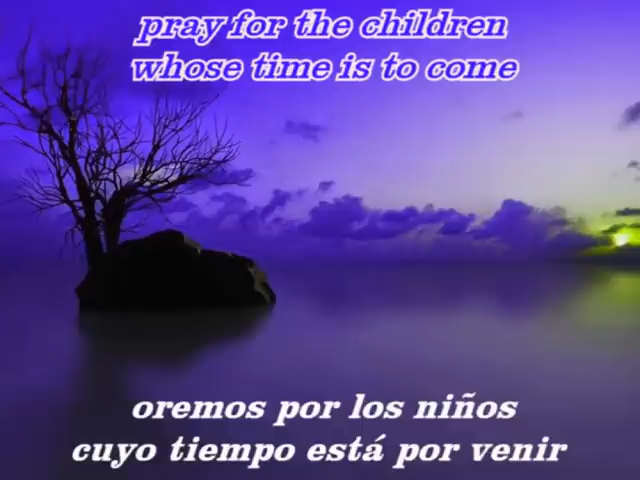 pray for the children
whose time is to come
oremos por los niños
cuyo tiempo está por venir